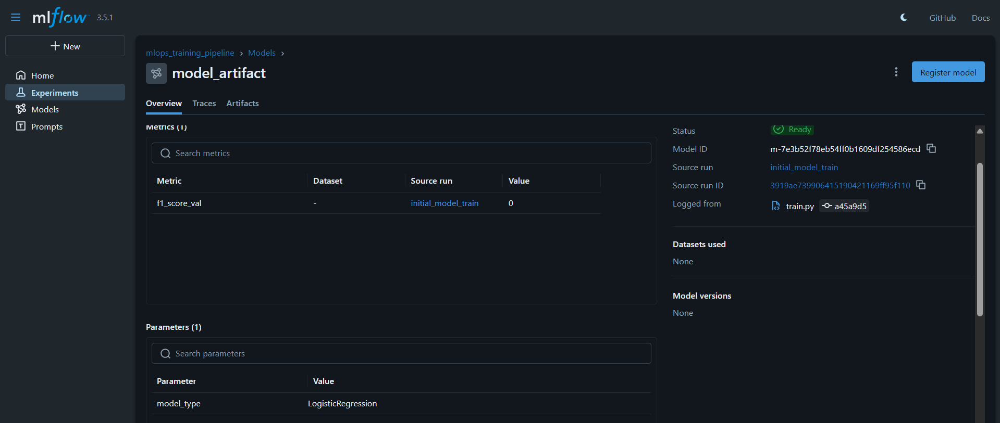 mlflow™ 3.5.1
GitHub Docs
New
Home
Experiments
Models
Prompts
mlops_training_pipeline › Models ›
model_artifact
Register model
Overview Traces Artifacts
Metrics (1)
Search metrics
Metric Dataset Source run Value
f1_score_val - initial_model_train 0
Parameters (1)
Search parameters
Parameter Value
model_type LogisticRegression
Status Ready
Model ID m-7e3b52f78eb54ff0b1609df254586ecd
Source run initial_model_train
Source run ID 3919ae739906415190421169ff95f110
Logged from train.py a45a9d5
Datasets used
None
Model versions
None